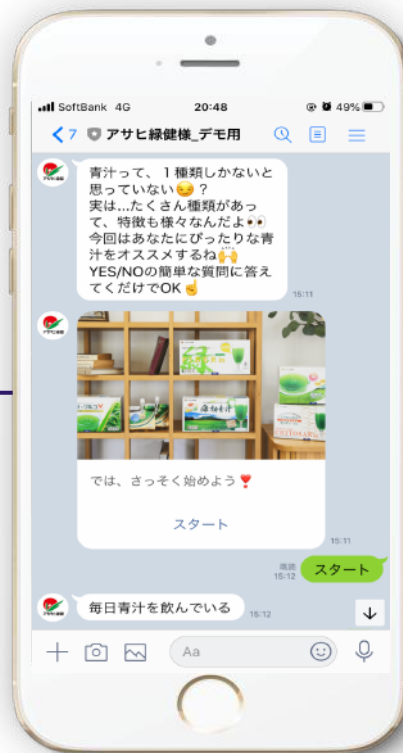 SoftBank 4G 20:48 49%
7 アサヒ緑健様_デモ用
青汁って、１種類しかないと
思っていない😏？
実は...たくさん種類があっ
て、特徴も様々なんだよ👀
今回はあなたにぴったりな青
汁をオススメするね🙌
YES/NOの簡単な質問に答え
てくだけでOK☝
15:11
緑
では、さっそく始めよう❣
スタート
15:11
既読
15:12
スタート
毎日青汁を飲んでいる
15:12
Aa